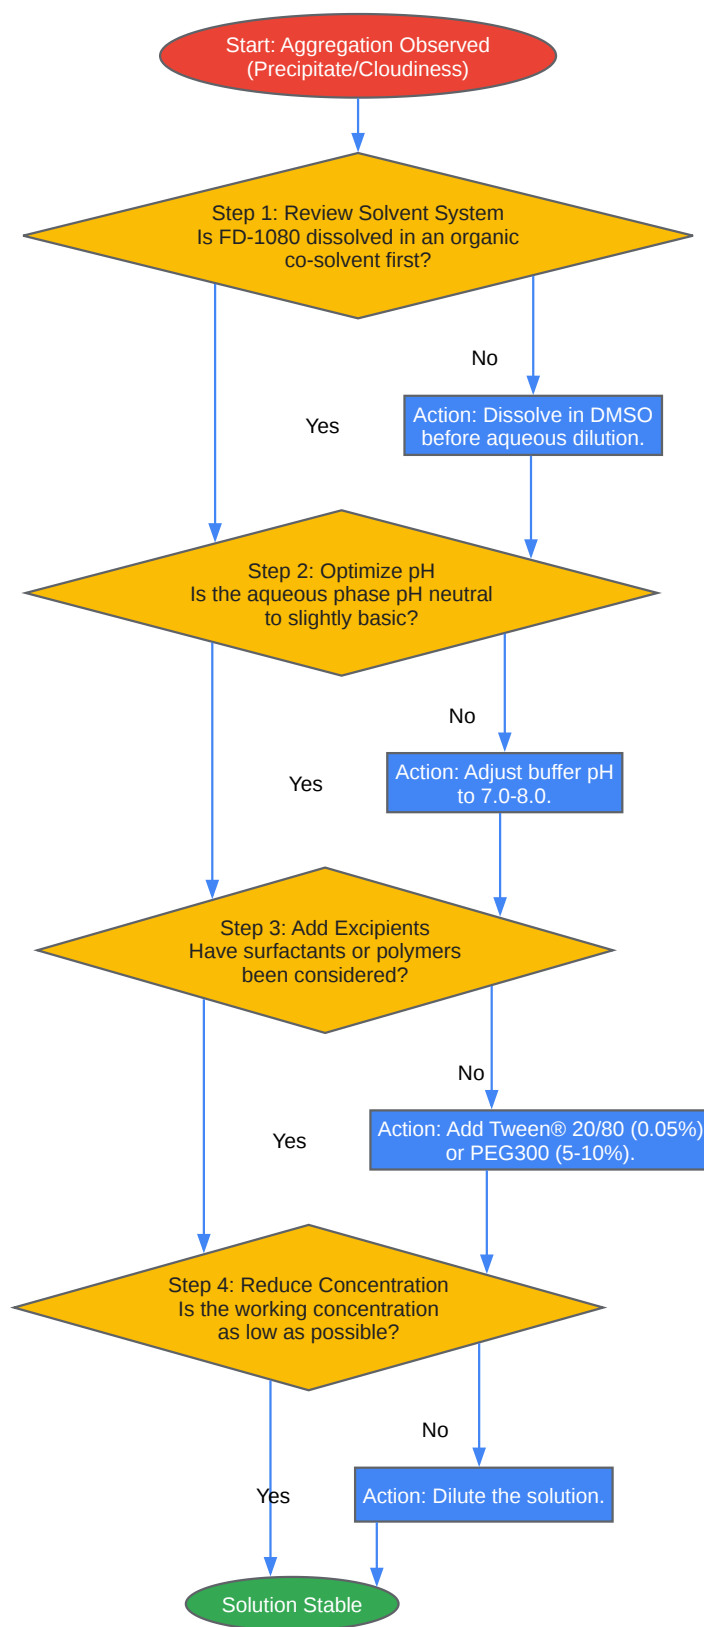 Start: Aggregation Observed
(Precipitate/Cloudiness)
Step 1: Review Solvent System
Is FD-1080 dissolved in an organic
co-solvent first?
No
Action: Dissolve in DMSO
before aqueous dilution.
Yes
Step 2: Optimize pH
Is the aqueous phase pH neutral
to slightly basic?
No
Action: Adjust buffer pH
to 7.0-8.0.
Yes
Step 3: Add Excipients
Have surfactants or polymers
been considered?
No
Action: Add Tween® 20/80 (0.05%)
or PEG300 (5-10%).
Yes
Step 4: Reduce Concentration
Is the working concentration
as low as possible?
No
Action: Dilute the solution.
Yes
Solution Stable